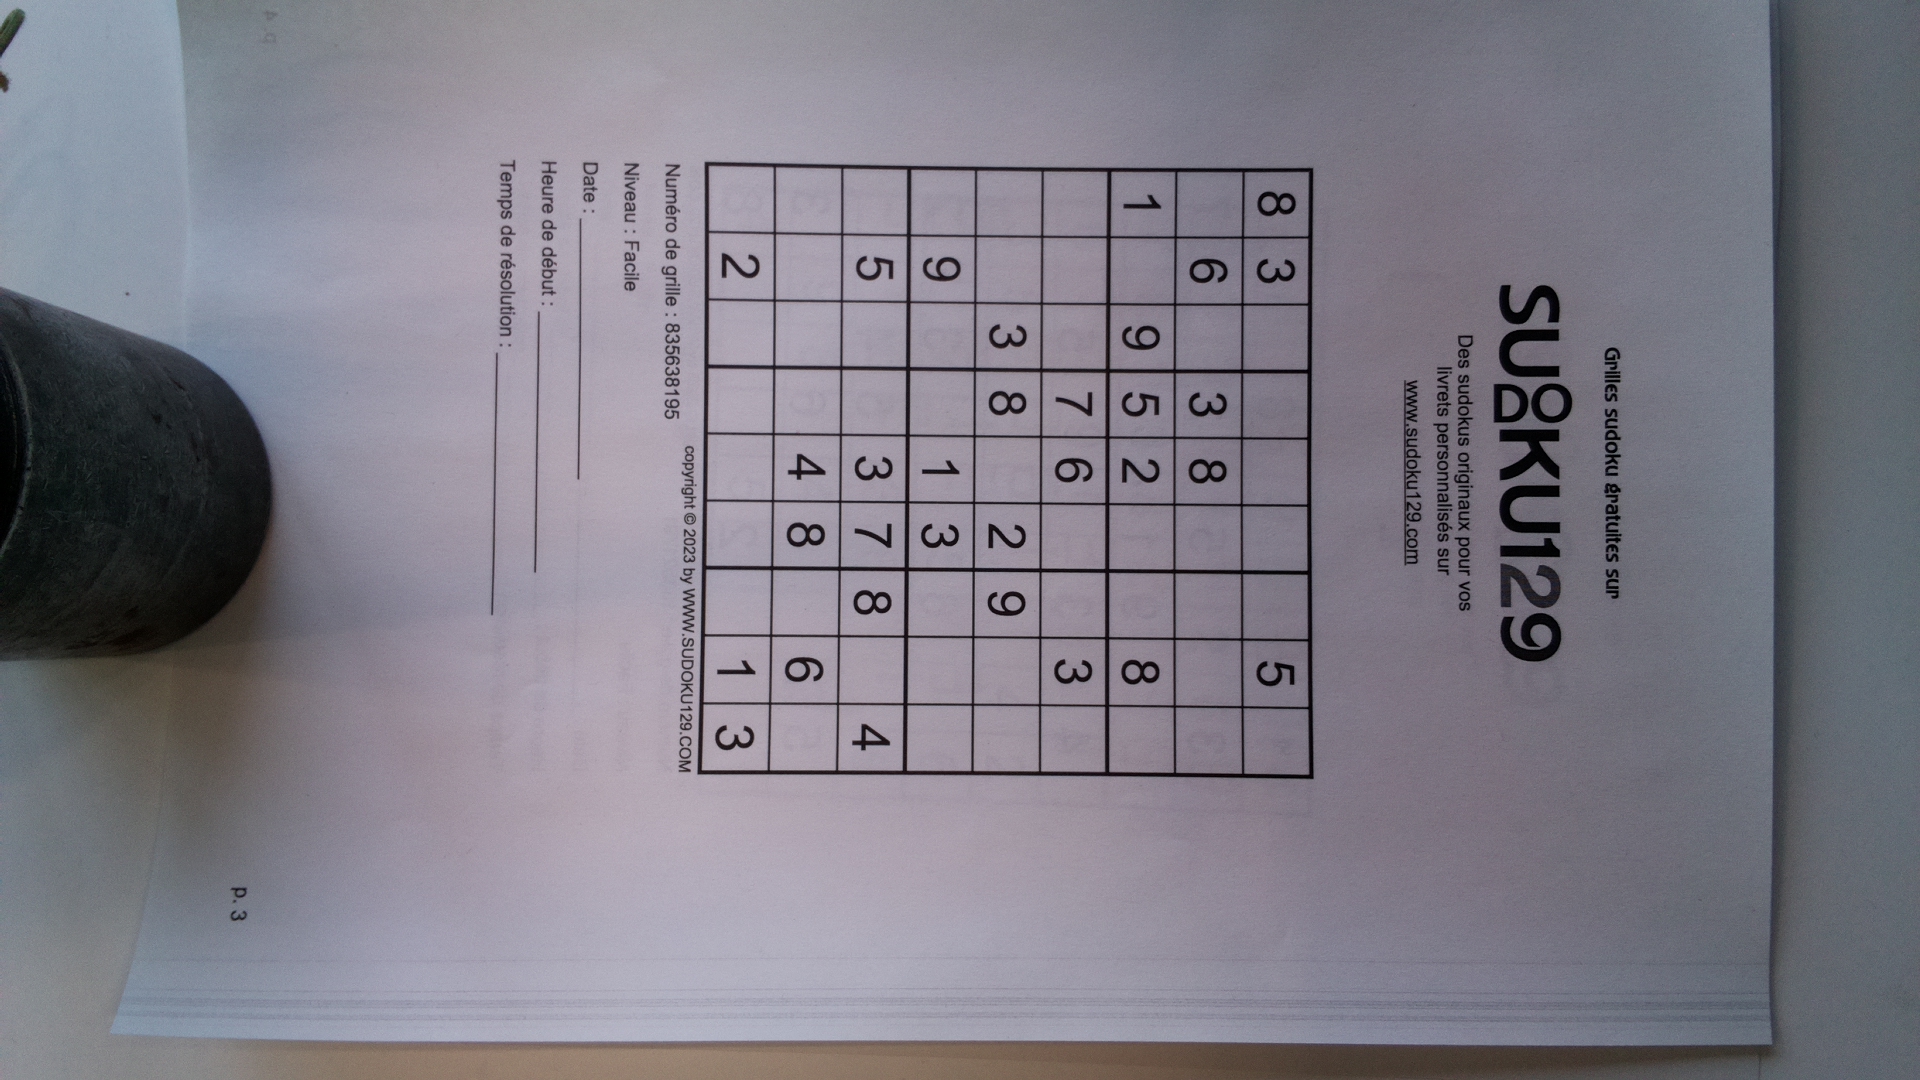 Grilles sudoku gratuites sur
SUDOKU129
Des sudokus originaux pour vos
livrets personnalisés sur
www.sudoku129.com
8 3 5
6 3 8
1 9 5 2 8
7 6 3
3 8 2 9
9 1 3
5 3 7 8 4
4 8 6
2 1 3
copyright © 2023 by WWW.SUDOKU129.COM
Numéro de grille : 835638195
Niveau : Facile
Date :
Heure de début :
Temps de résolution :
p. 3